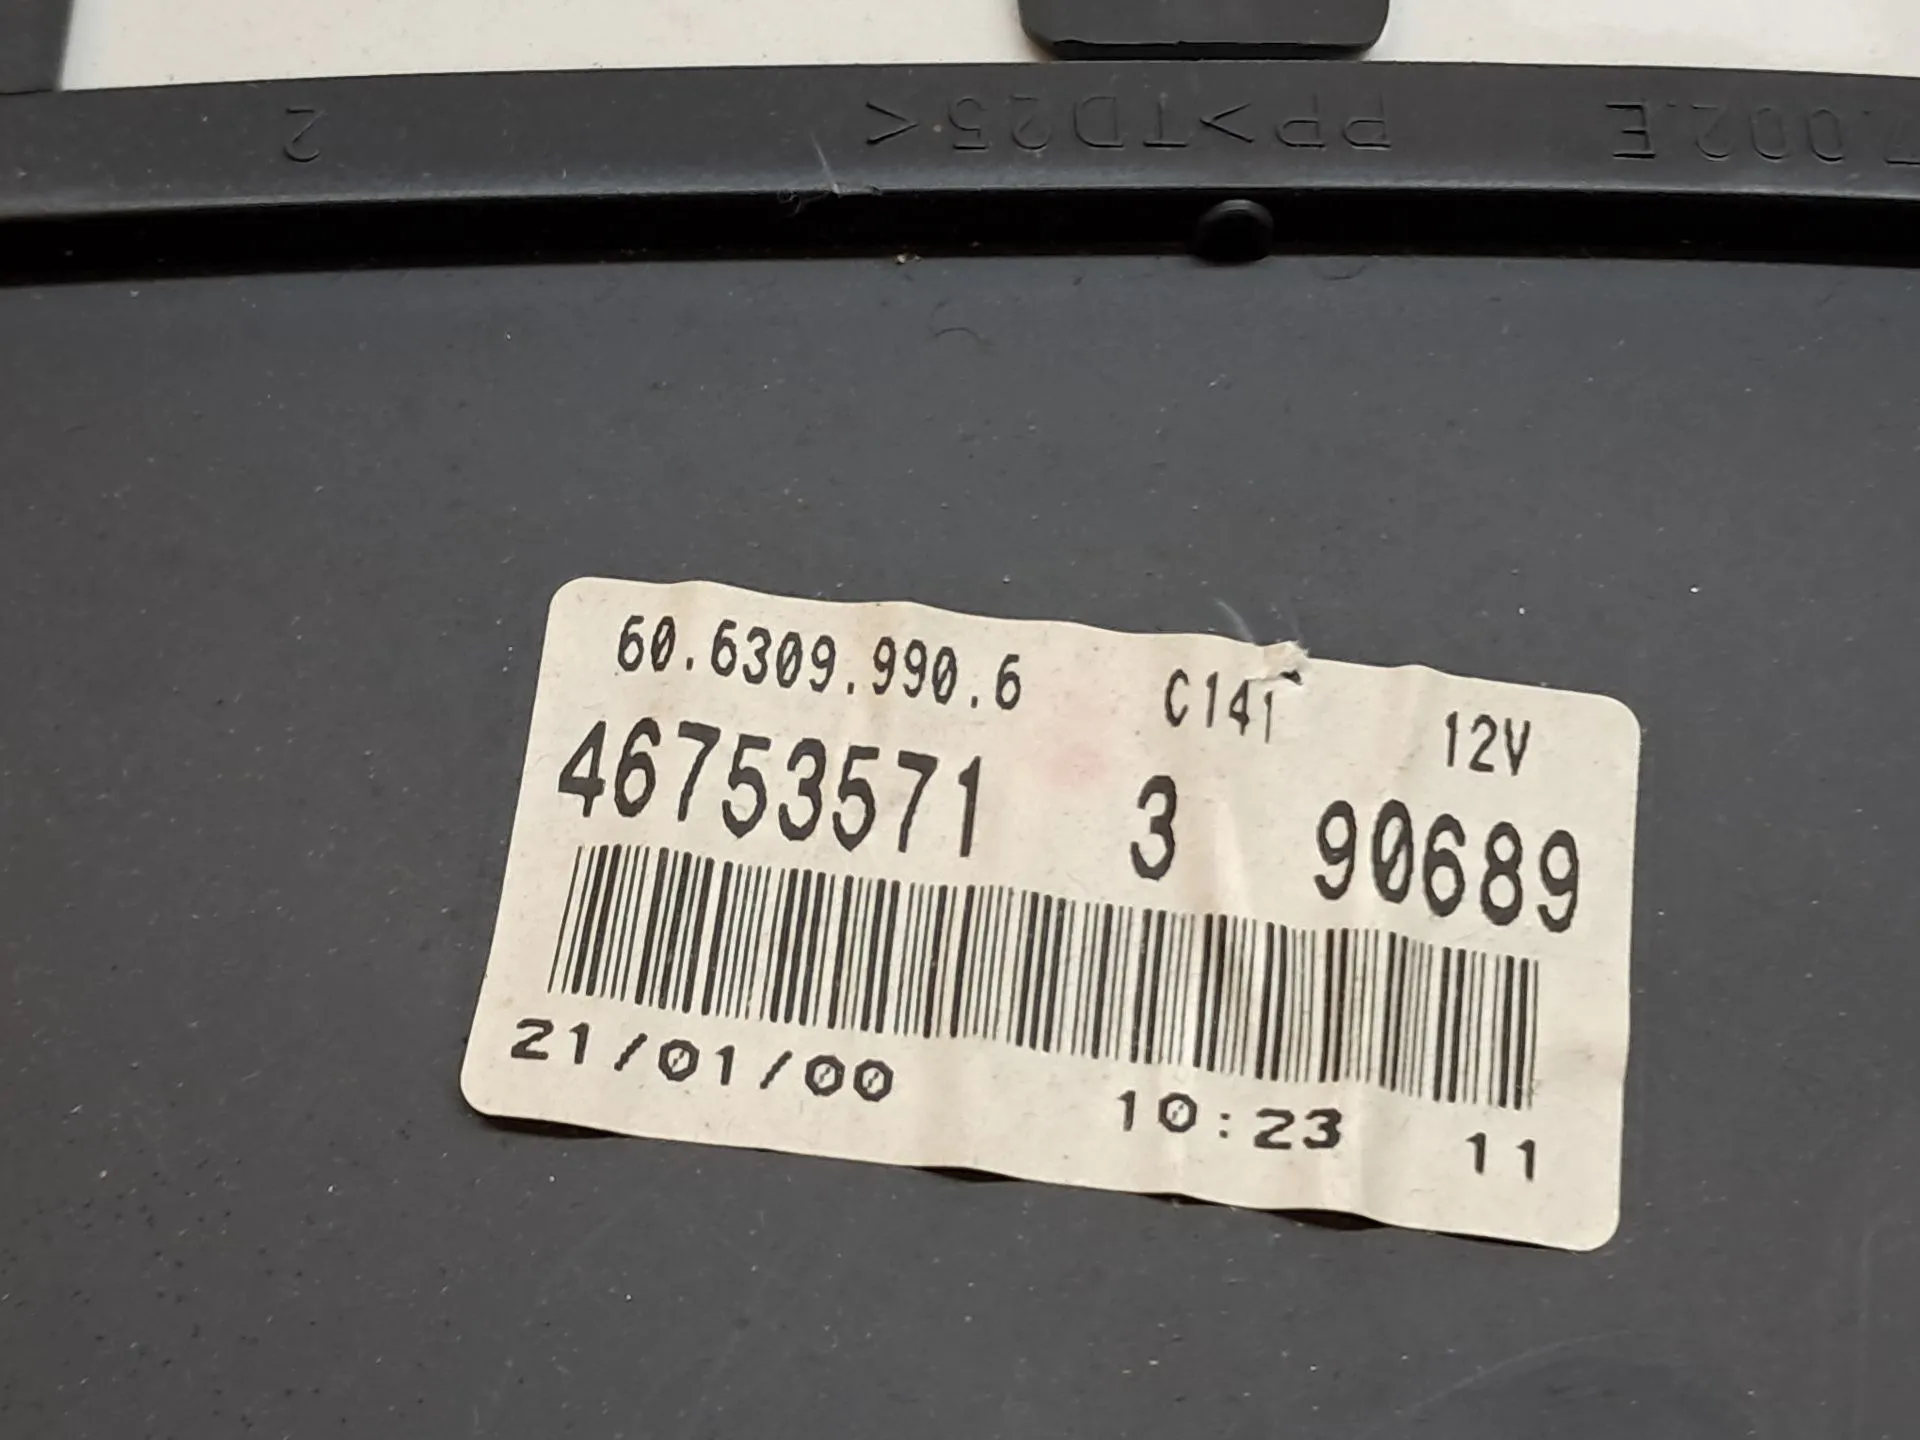 2
PP>TD25<
7.002.E
60.6309.990.6 C141 12V
46753571 3 90689
21/01/00 10:23 11